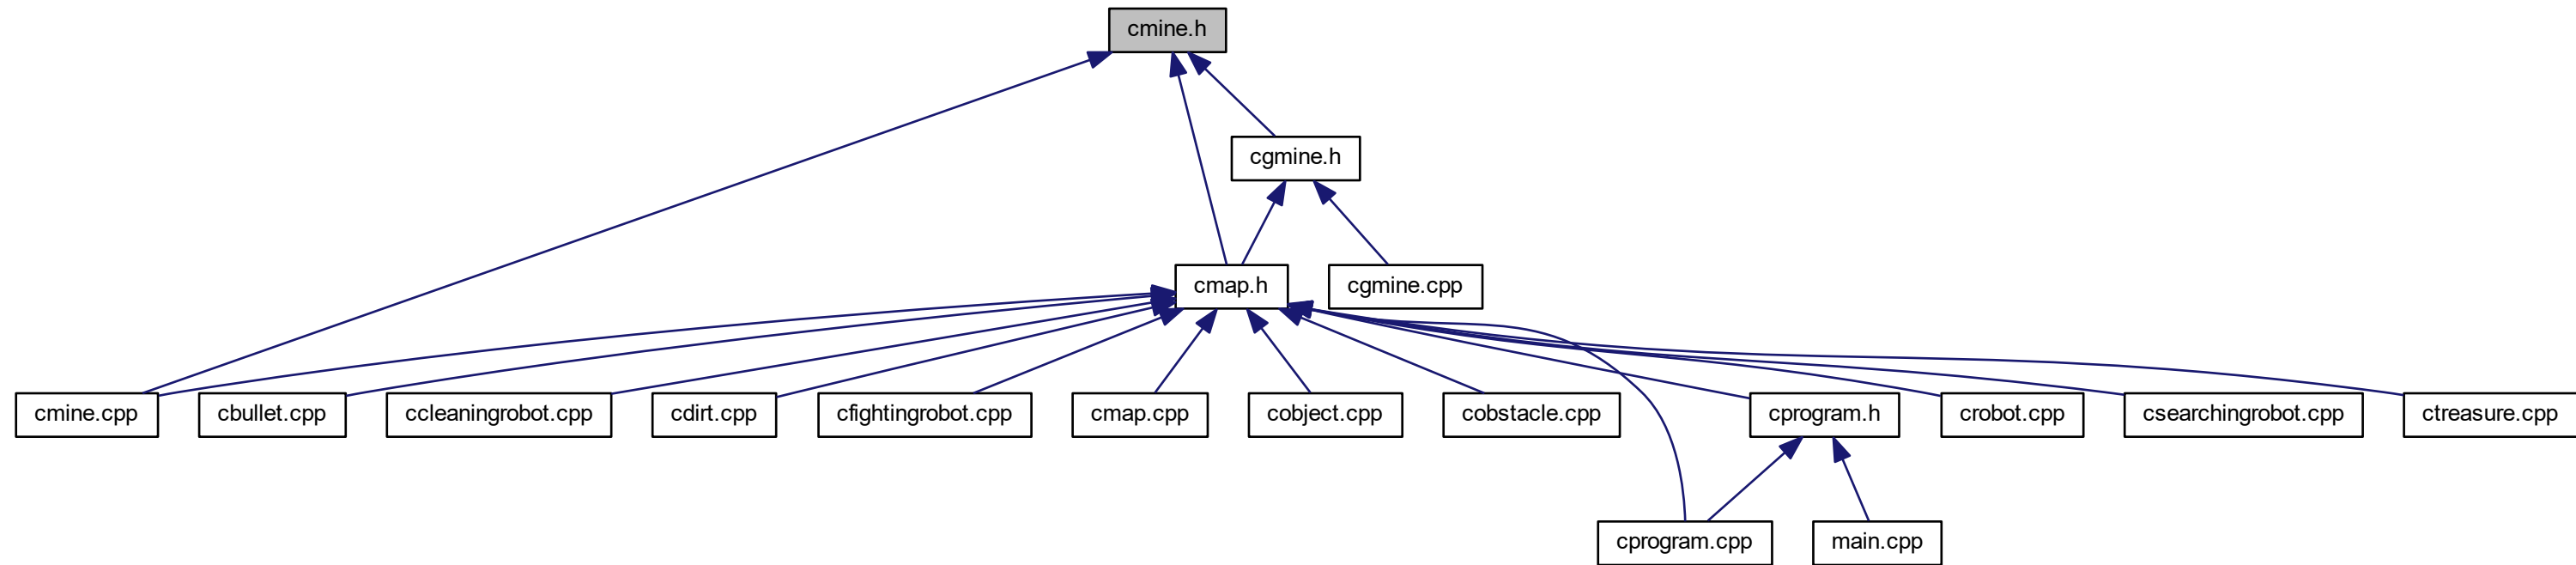 cmine.h
cgmine.h
cmap.h
cgmine.cpp
cmine.cpp
cbullet.cpp
ccleaningrobot.cpp
cdirt.cpp
cfightingrobot.cpp
cmap.cpp
cobject.cpp
cobstacle.cpp
cprogram.h
crobot.cpp
csearchingrobot.cpp
ctreasure.cpp
cprogram.cpp
main.cpp